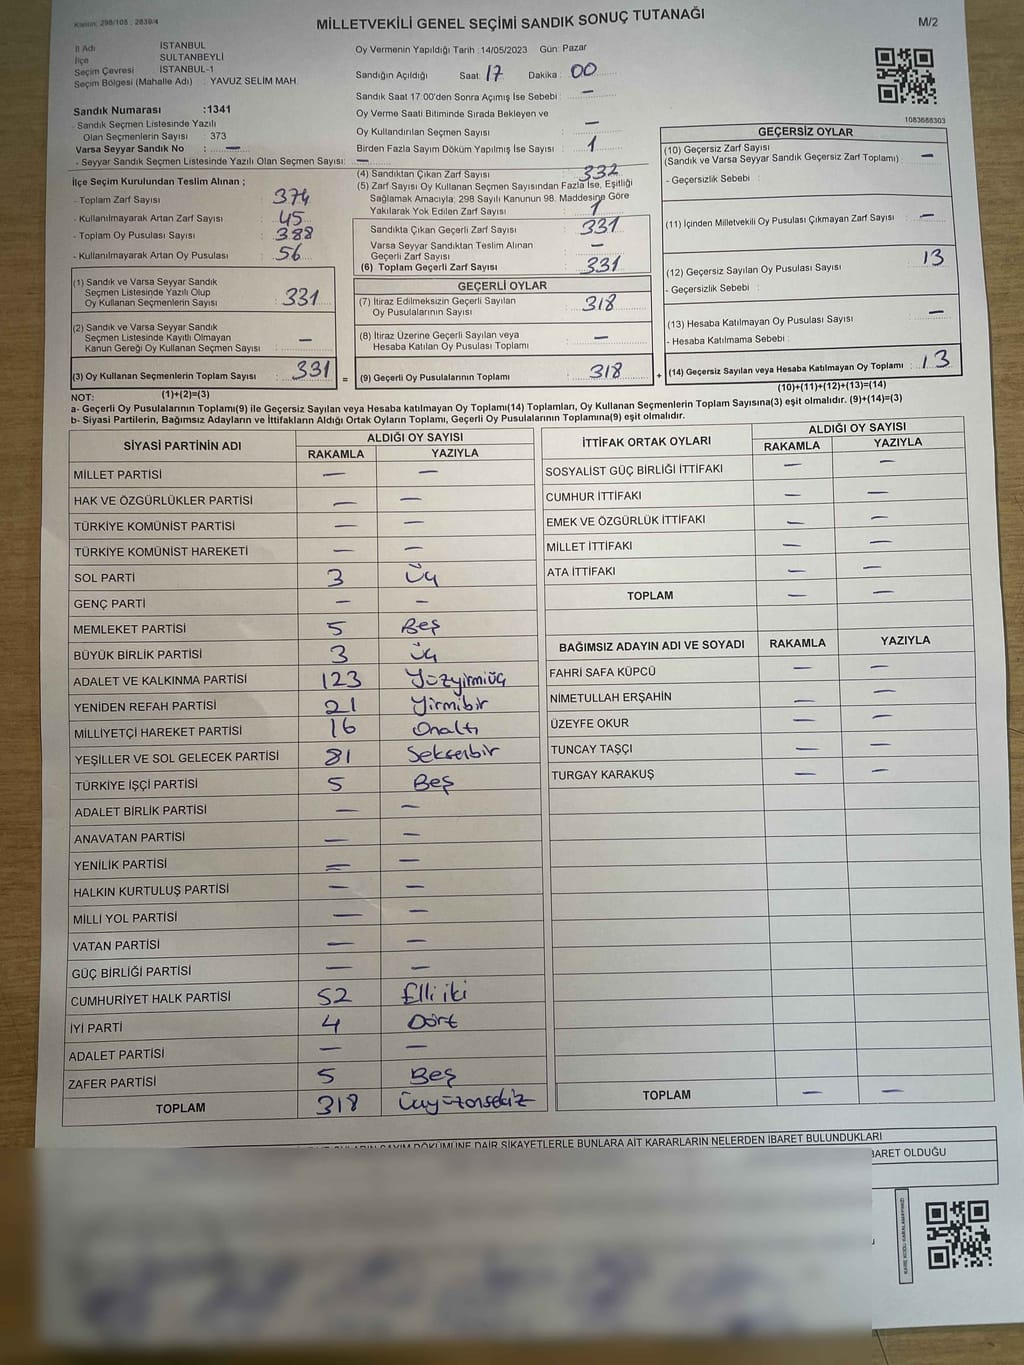 Kanun: 298/105 ; 2839/4
MİLLETVEKİLİ GENEL SEÇİMİ SANDIK SONUÇ TUTANAĞI
M/2
İl Adı İSTANBUL
İlçe SULTANBEYLİ
Seçim Çevresi İSTANBUL-1
Seçim Bölgesi (Mahalle Adı) : YAVUZ SELİM MAH.
Sandık Numarası :1341
- Sandık Seçmen Listesinde Yazılı
Olan Seçmenlerin Sayısı : 373
Varsa Seyyar Sandık No : —
- Seyyar Sandık Seçmen Listesinde Yazılı Olan Seçmen Sayısı: —
Oy Vermenin Yapıldığı Tarih :14/05/2023 Gün: Pazar
Sandığın Açıldığı Saat: 17 Dakika : 00
Sandık Saat 17:00'den Sonra Açımış İse Sebebi : —
Oy Verme Saati Bitiminde Sırada Bekleyen ve
Oy Kullandırılan Seçmen Sayısı : —
Birden Fazla Sayım Döküm Yapılmış İse Sayısı : 1
1083688303
İlçe Seçim Kurulundan Teslim Alınan ;
- Toplam Zarf Sayısı : 374
- Kullanılmayarak Artan Zarf Sayısı : 45
- Toplam Oy Pusulası Sayısı : 388
- Kullanılmayarak Artan Oy Pusulası : 56
(4) Sandıktan Çıkan Zarf Sayısı : 332
(5) Zarf Sayısı Oy Kullanan Seçmen Sayısından Fazla İse, Eşitliği
Sağlamak Amacıyla; 298 Sayılı Kanunun 98. Maddesine Göre
Yakılarak Yok Edilen Zarf Sayısı : 1
Sandıkta Çıkan Geçerli Zarf Sayısı : 331
Varsa Seyyar Sandıktan Teslim Alınan
Geçerli Zarf Sayısı : —
(6) Toplam Geçerli Zarf Sayısı : 331
GEÇERSİZ OYLAR
(10) Geçersiz Zarf Sayısı
(Sandık ve Varsa Seyyar Sandık Geçersiz Zarf Toplamı) : —
- Geçersizlik Sebebi :
(11) İçinden Milletvekili Oy Pusulası Çıkmayan Zarf Sayısı : —
(12) Geçersiz Sayılan Oy Pusulası Sayısı : 13
- Geçersizlik Sebebi :
(13) Hesaba Katılmayan Oy Pusulası Sayısı : —
- Hesaba Katılmama Sebebi :
(14) Geçersiz Sayılan veya Hesaba Katılmayan Oy Toplamı : 13
(10)+(11)+(12)+(13)=(14)
(1) Sandık ve Varsa Seyyar Sandık
Seçmen Listesinde Yazılı Olup
Oy Kullanan Seçmenlerin Sayısı : 331
(2) Sandık ve Varsa Seyyar Sandık
Seçmen Listesinde Kayıtlı Olmayan
Kanun Gereği Oy Kullanan Seçmen Sayısı : —
(3) Oy Kullanan Seçmenlerin Toplam Sayısı : 331 =
(1)+(2)=(3)
GEÇERLİ OYLAR
(7) İtiraz Edilmeksizin Geçerli Sayılan
Oy Pusulalarının Sayısı : 318
(8) İtiraz Üzerine Geçerli Sayılan veya
Hesaba Katılan Oy Pusulası Toplamı : —
(9) Geçerli Oy Pusulalarının Toplamı : 318 +
NOT:
a- Geçerli Oy Pusulalarının Toplamı(9) ile Geçersiz Sayılan veya Hesaba katılmayan Oy Toplamı(14) Toplamları, Oy Kullanan Seçmenlerin Toplam Sayısına(3) eşit olmalıdır. (9)+(14)=(3)
b- Siyasi Partilerin, Bağımsız Adayların ve İttifakların Aldığı Ortak Oyların Toplamı, Geçerli Oy Pusulalarının Toplamına(9) eşit olmalıdır.
SİYASİ PARTİNİN ADI ALDIĞI OY SAYISI
RAKAMLA YAZIYLA
MİLLET PARTİSİ — —
HAK VE ÖZGÜRLÜKLER PARTİSİ — —
TÜRKİYE KOMÜNİST PARTİSİ — —
TÜRKİYE KOMÜNİST HAREKETİ — —
SOL PARTİ 3 Üç
GENÇ PARTİ — —
MEMLEKET PARTİSİ 5 Beş
BÜYÜK BİRLİK PARTİSİ 3 Üç
ADALET VE KALKINMA PARTİSİ 123 Yüzyirmiüç
YENİDEN REFAH PARTİSİ 21 Yirmibir
MİLLİYETÇİ HAREKET PARTİSİ 16 Onaltı
YEŞİLLER VE SOL GELECEK PARTİSİ 81 Seksenbir
TÜRKİYE İŞÇİ PARTİSİ 5 Beş
ADALET BİRLİK PARTİSİ — —
ANAVATAN PARTİSİ — —
YENİLİK PARTİSİ — —
HALKIN KURTULUŞ PARTİSİ — —
MİLLİ YOL PARTİSİ — —
VATAN PARTİSİ — —
GÜÇ BİRLİĞİ PARTİSİ — —
CUMHURİYET HALK PARTİSİ 52 Elli iki
İYİ PARTİ 4 Dört
ADALET PARTİSİ — —
ZAFER PARTİSİ 5 Beş
TOPLAM 318 Üçyüzonsekiz
İTTİFAK ORTAK OYLARI ALDIĞI OY SAYISI
RAKAMLA YAZIYLA
SOSYALİST GÜÇ BİRLİĞİ İTTİFAKI — —
CUMHUR İTTİFAKI — —
EMEK VE ÖZGÜRLÜK İTTİFAKI — —
MİLLET İTTİFAKI — —
ATA İTTİFAKI — —
TOPLAM — —
BAĞIMSIZ ADAYIN ADI VE SOYADI RAKAMLA YAZIYLA
FAHRİ SAFA KÜPCÜ — —
NİMETULLAH ERŞAHİN — —
ÜZEYFE OKUR — —
TUNCAY TAŞÇI — —
TURGAY KARAKUŞ — —
TOPLAM — —
SAYIM DÖKÜMÜNE DAİR ŞİKAYETLERLE BUNLARA AİT KARARLARIN NELERDEN İBARET BULUNDUKLARI
İBARET OLDUĞU
KARE KODU KARALAMAYINIZ!